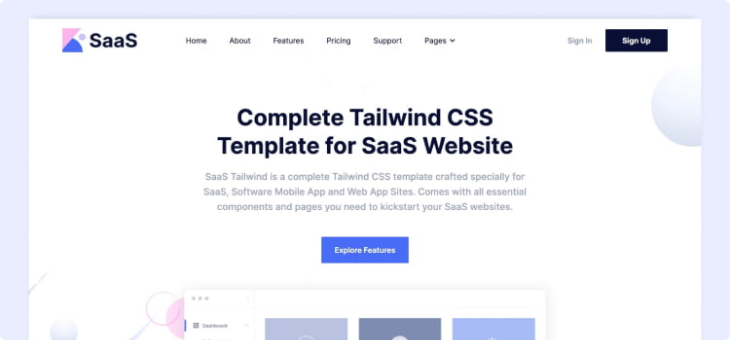 SaaS
Home About Features Pricing Support Pages
Sign In Sign Up
Complete Tailwind CSS
Template for SaaS Website
SaaS Tailwind is a complete Tailwind CSS template crafted specially for
SaaS, Software Mobile App and Web App Sites. Comes with all essential
components and pages you need to kickstart your SaaS websites.
Explore Features
Dashboard